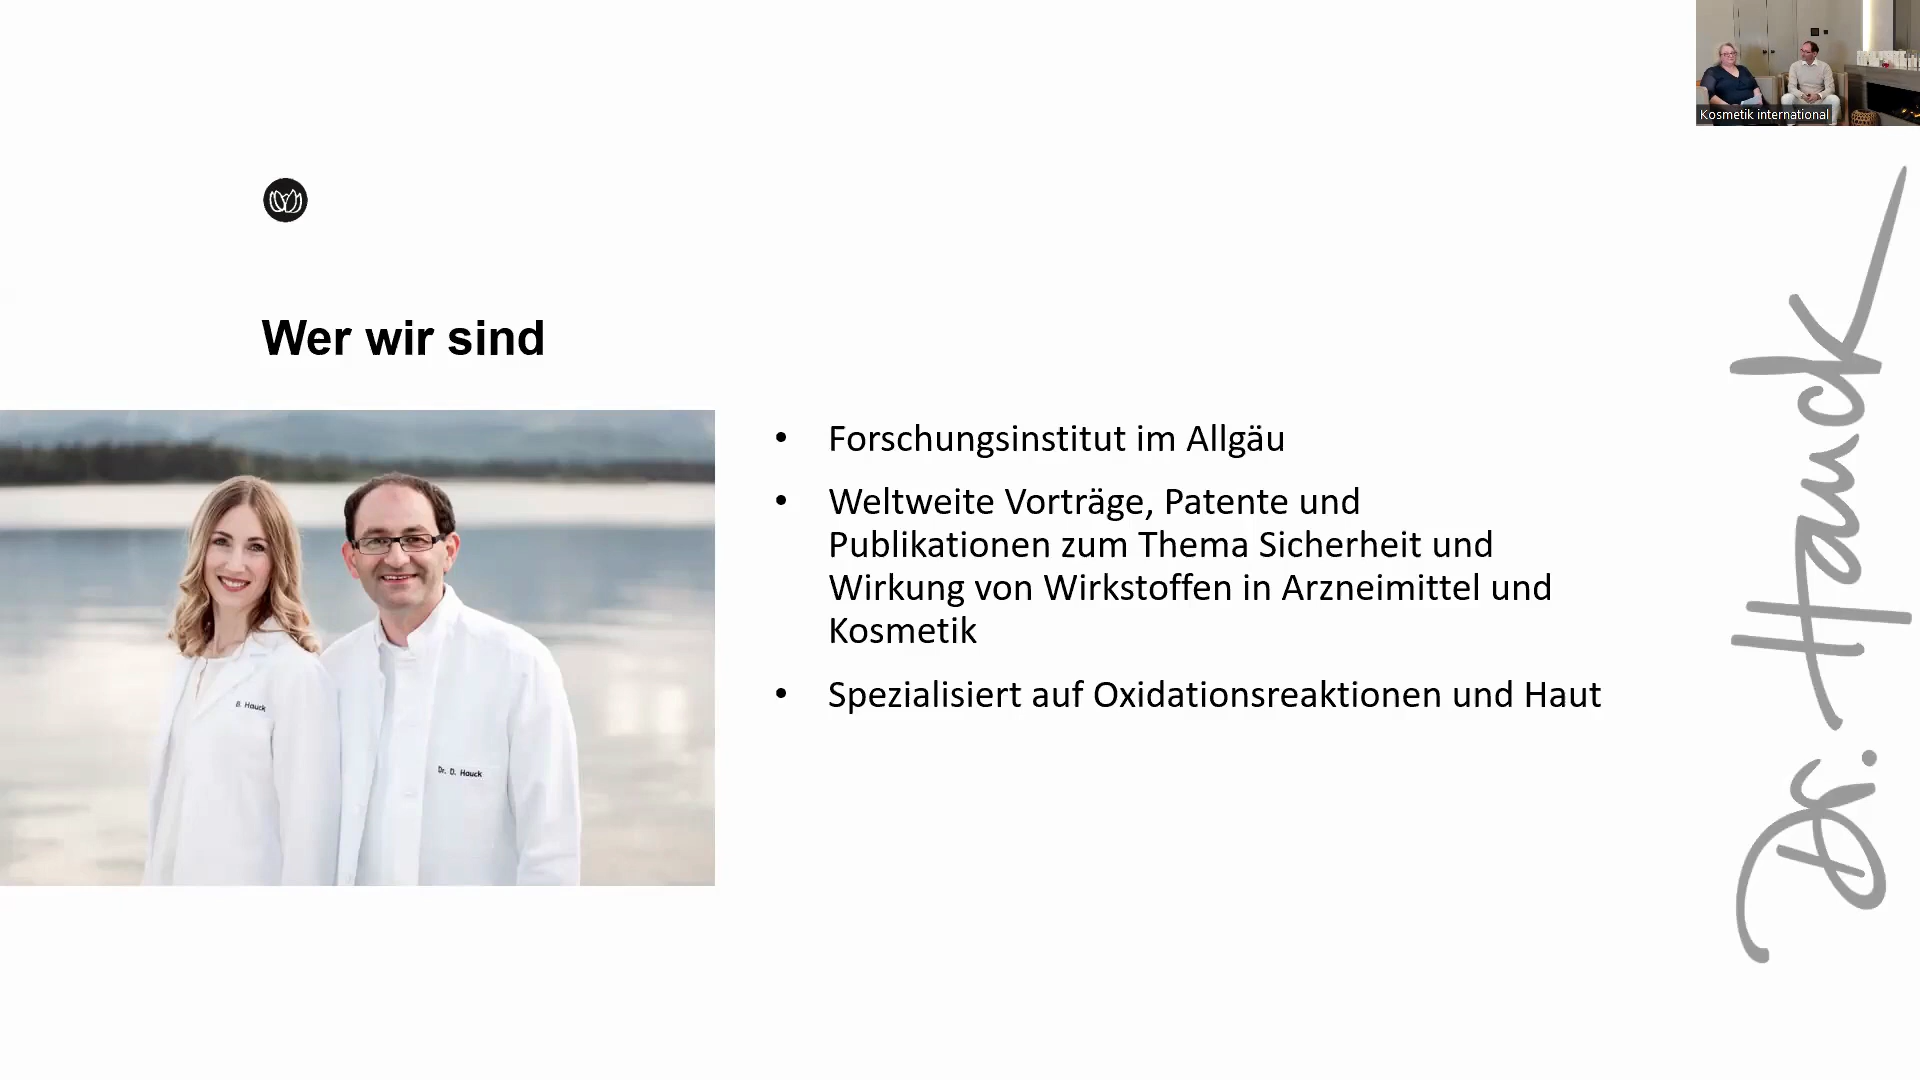 Kosmetik international
Wer wir sind
• Forschungsinstitut im Allgäu
• Weltweite Vorträge, Patente und
Publikationen zum Thema Sicherheit und
Wirkung von Wirkstoffen in Arzneimittel und
Kosmetik
• Spezialisiert auf Oxidationsreaktionen und Haut
B. Hauck
Dr. D. Hauck
Dr. Hauck